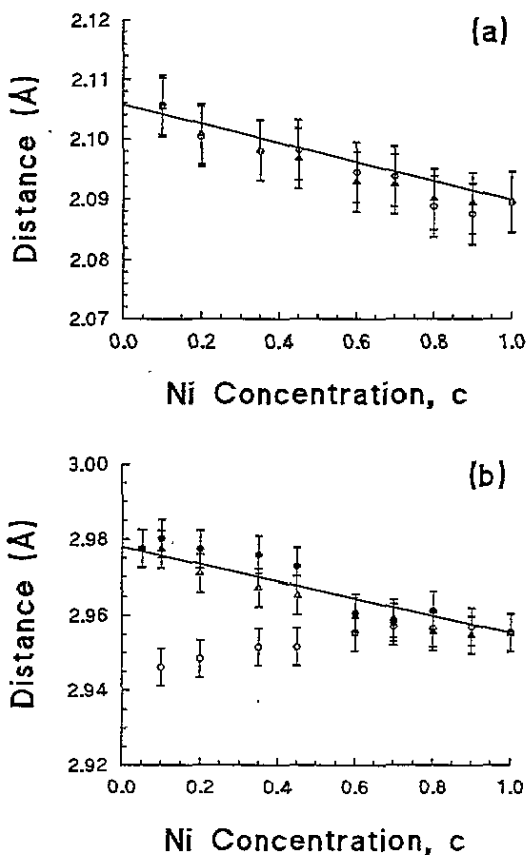 (a)
2.12
2.11
2.10
2.09
2.08
2.07
Distance (Å)
0.0 0.2 0.4 0.6 0.8 1.0
Ni Concentration, c
(b)
3.00
2.98
2.96
2.94
2.92
Distance (Å)
0.0 0.2 0.4 0.6 0.8 1.0
Ni Concentration, c